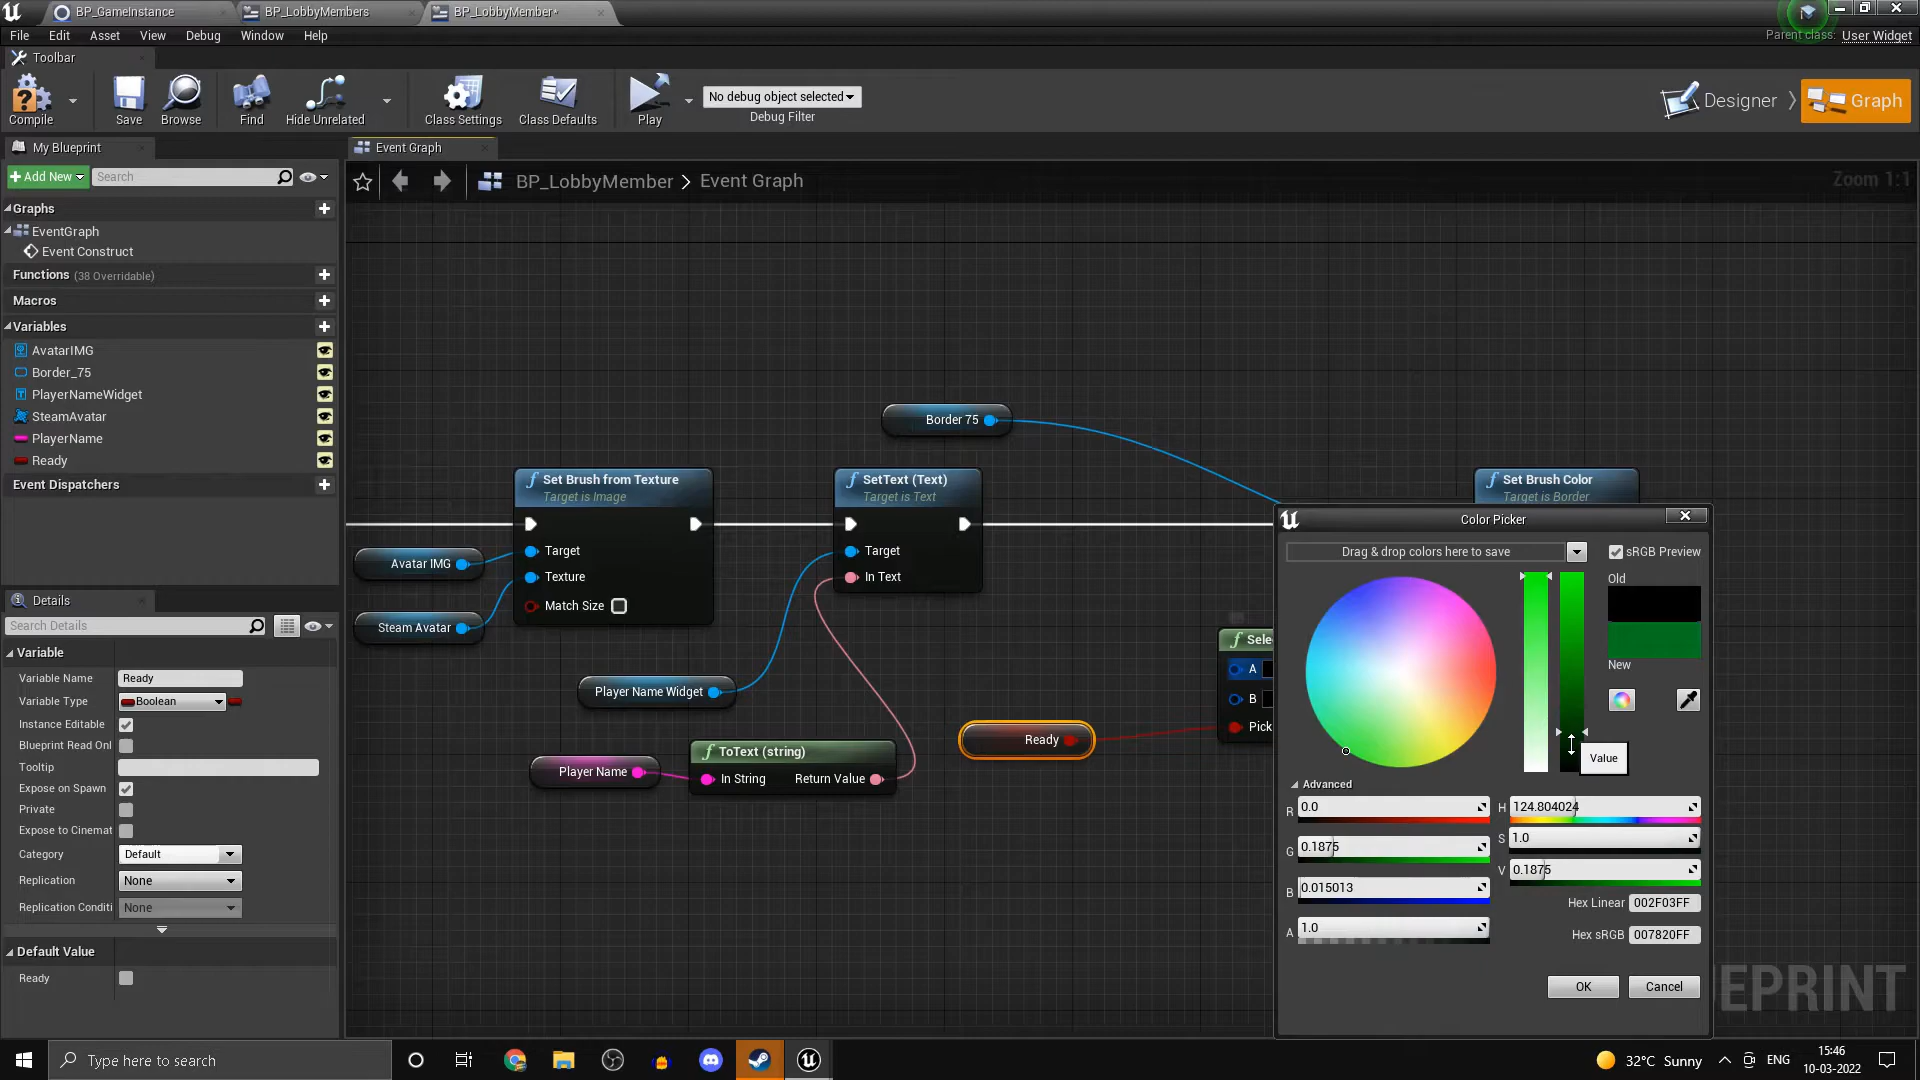 BP_GameInstance
BP_LobbyMembers
BP_LobbyMember*
File Edit Asset View Debug Window Help
Parent class: User Widget
Toolbar
Compile
Save
Browse
Find
Hide Unrelated
Class Settings
Class Defaults
Play
No debug object selected
Debug Filter
Designer
Graph
My Blueprint
Event Graph
Add New
Search
BP_LobbyMember > Event Graph
Zoom 1:1
Graphs
EventGraph
Event Construct
Functions (38 Overridable)
Macros
Variables
AvatarIMG
Border_75
PlayerNameWidget
SteamAvatar
PlayerName
Ready
Event Dispatchers
Details
Search Details
Variable
Variable Name Ready
Variable Type Boolean
Instance Editable
Blueprint Read Onl
Tooltip
Expose on Spawn
Private
Expose to Cinemat
Category Default
Replication None
Replication Conditi None
Default Value
Ready
Border 75
Set Brush from Texture
Target is Image
Target
Texture
Match Size
Avatar IMG
Steam Avatar
SetText (Text)
Target is Text
Target
In Text
Player Name Widget
Player Name
ToText (string)
In String Return Value
Ready
Set Brush Color
Target is Border
Sele
A
B
Pick
Color Picker
Drag & drop colors here to save
sRGB Preview
Old
New
Value
Advanced
R 0.0
G 0.1875
B 0.015013
A 1.0
H 124.804024
S 1.0
V 0.1875
Hex Linear 002F03FF
Hex sRGB 007820FF
OK
Cancel
EPRINT
Type here to search
32°C Sunny
ENG
15:46
10-03-2022